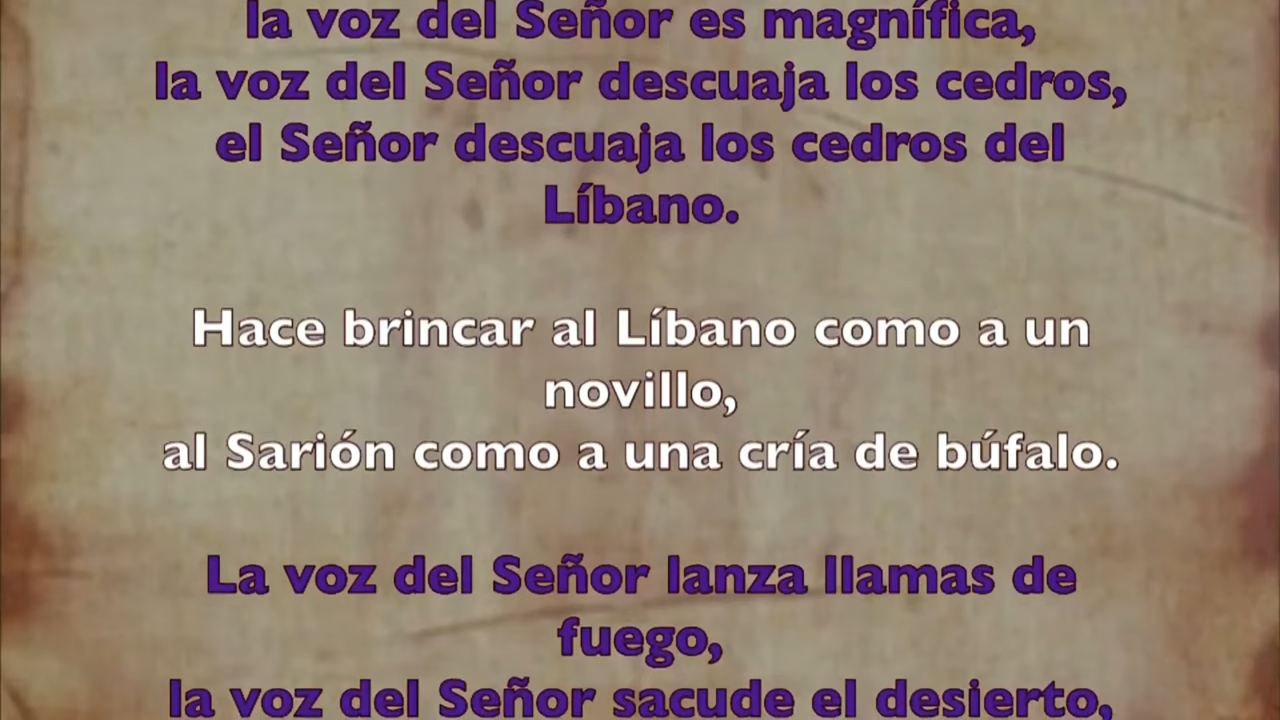 la voz del Señor es magnífica,
la voz del Señor descuaja los cedros,
el Señor descuaja los cedros del
Líbano.
Hace brincar al Líbano como a un
novillo,
al Sarión como a una cría de búfalo.
La voz del Señor lanza llamas de
fuego,
la voz del Señor sacude el desierto,